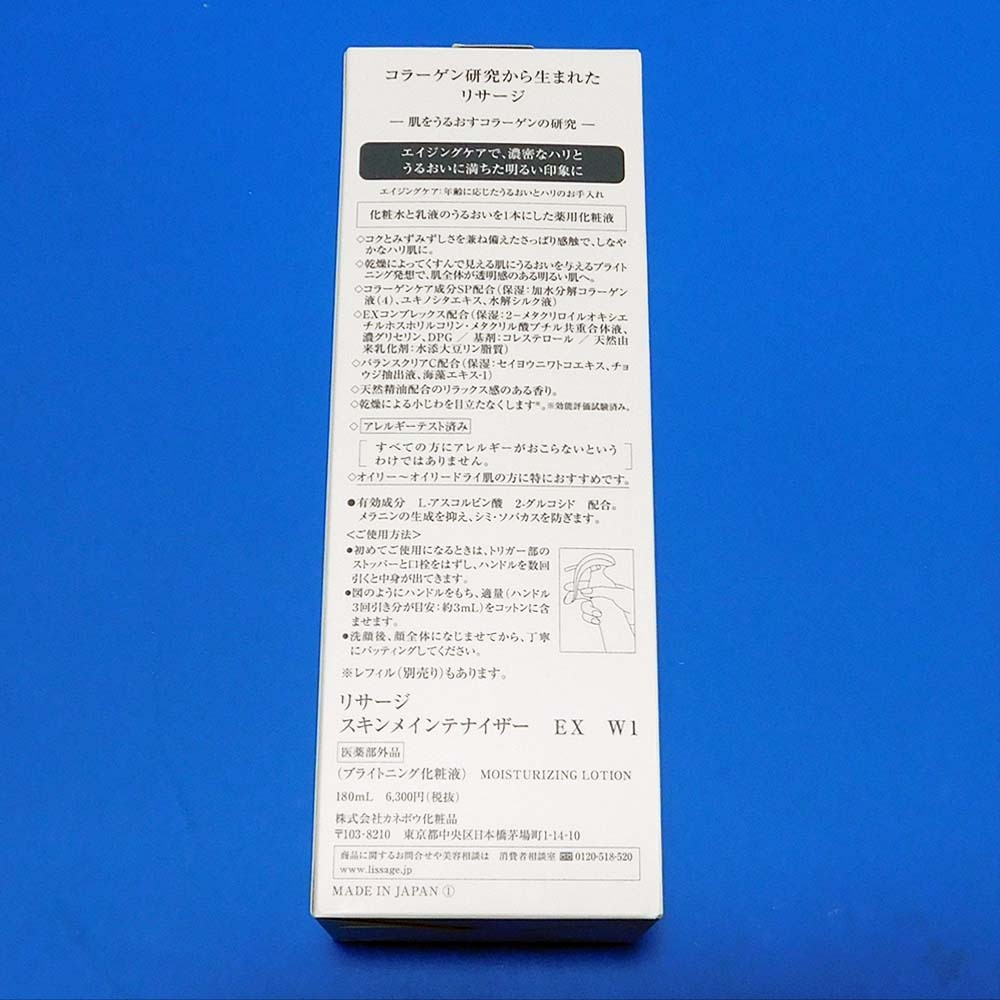 コラーゲン研究から生まれた
リサージ
― 肌をうるおすコラーゲンの研究 ―
エイジングケアで、濃密なハリと
うるおいに満ちた明るい印象に
エイジングケア：年齢に応じたうるおいとハリのお手入れ
化粧水と乳液のうるおいを1本にした薬用化粧液
◇コクとみずみずしさを兼ね備えたさっぱり感触で、しなや
かなハリ肌に。
◇乾燥によってくすんで見える肌にうるおいを与えるブライト
ニング発想で、肌全体が透明感のある明るい肌へ。
◇コラーゲンケア成分SP配合（保湿：加水分解コラーゲン
液（4）、ユキノシタエキス、水解シルク液）
◇EXコンプレックス配合（保湿：2－メタクリロイルオキシエ
チルホスホリルコリン・メタクリル酸ブチル共重合体液、
濃グリセリン、DPG ／ 基剤：コレステロール ／ 天然由
来乳化剤：水添大豆リン脂質）
◇バランスクリアC配合（保湿：セイヨウニワトコエキス、チョ
ウジ抽出液、海藻エキス-1）
◇天然精油配合のリラックス感のある香り。
◇乾燥による小じわを目立たなくします※。※効能評価試験済み。
◇ アレルギーテスト済み
すべての方にアレルギーがおこらないという
わけではありません。
◇オイリー～オイリードライ肌の方に特におすすめです。
●有効成分 L-アスコルビン酸 2-グルコシド 配合。
メラニンの生成を抑え、シミ・ソバカスを防ぎます。
＜ご使用方法＞
●初めてご使用になるときは、トリガー部の
ストッパーと口栓をはずし、ハンドルを数回
引くと中身が出てきます。
●図のようにハンドルをもち、適量（ハンドル
3回引き分が目安：約3mL）をコットンに含
ませます。
●洗顔後、顔全体になじませてから、丁寧
にパッティングしてください。
※レフィル（別売り）もあります。
リサージ
スキンメインテナイザー EX W1
医薬部外品
（ブライトニング化粧液） MOISTURIZING LOTION
180mL 6,300円（税抜）
株式会社カネボウ化粧品
〒103-8210 東京都中央区日本橋茅場町1-14-10
商品に関するお問合せや美容相談は 消費者相談室 0120-518-520
www.lissage.jp
MADE IN JAPAN ①